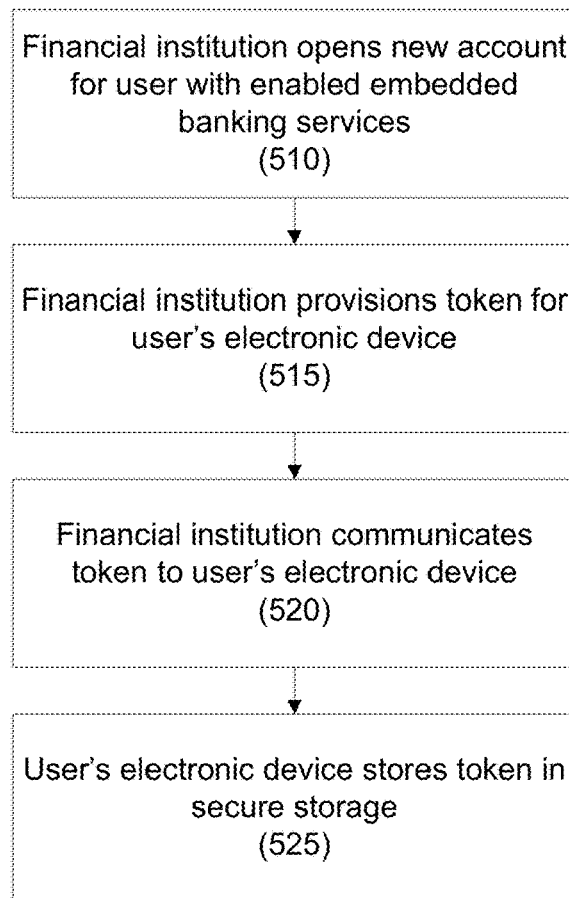 Financial institution opens new account
for user with enabled embedded
banking services
(510)
Financial institution provisions token for
user's electronic device
(515)
Financial institution communicates
token to user's electronic device
(520)
User's electronic device stores token in
secure storage
(525)